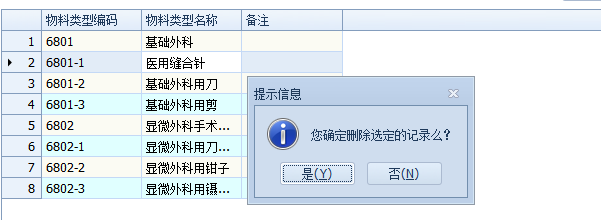 物料类型编码 物料类型名称 备注
1 6801 基础外科
2 6801-1 医用缝合针
3 6801-2 基础外科用刀
4 6801-3 基础外科用剪
5 6802 显微外科手术...
6 6802-1 显微外科用刀...
7 6802-2 显微外科用钳子
8 6802-3 显微外科用镊...
提示信息
您确定删除选定的记录么?
是(Y) 否(N)